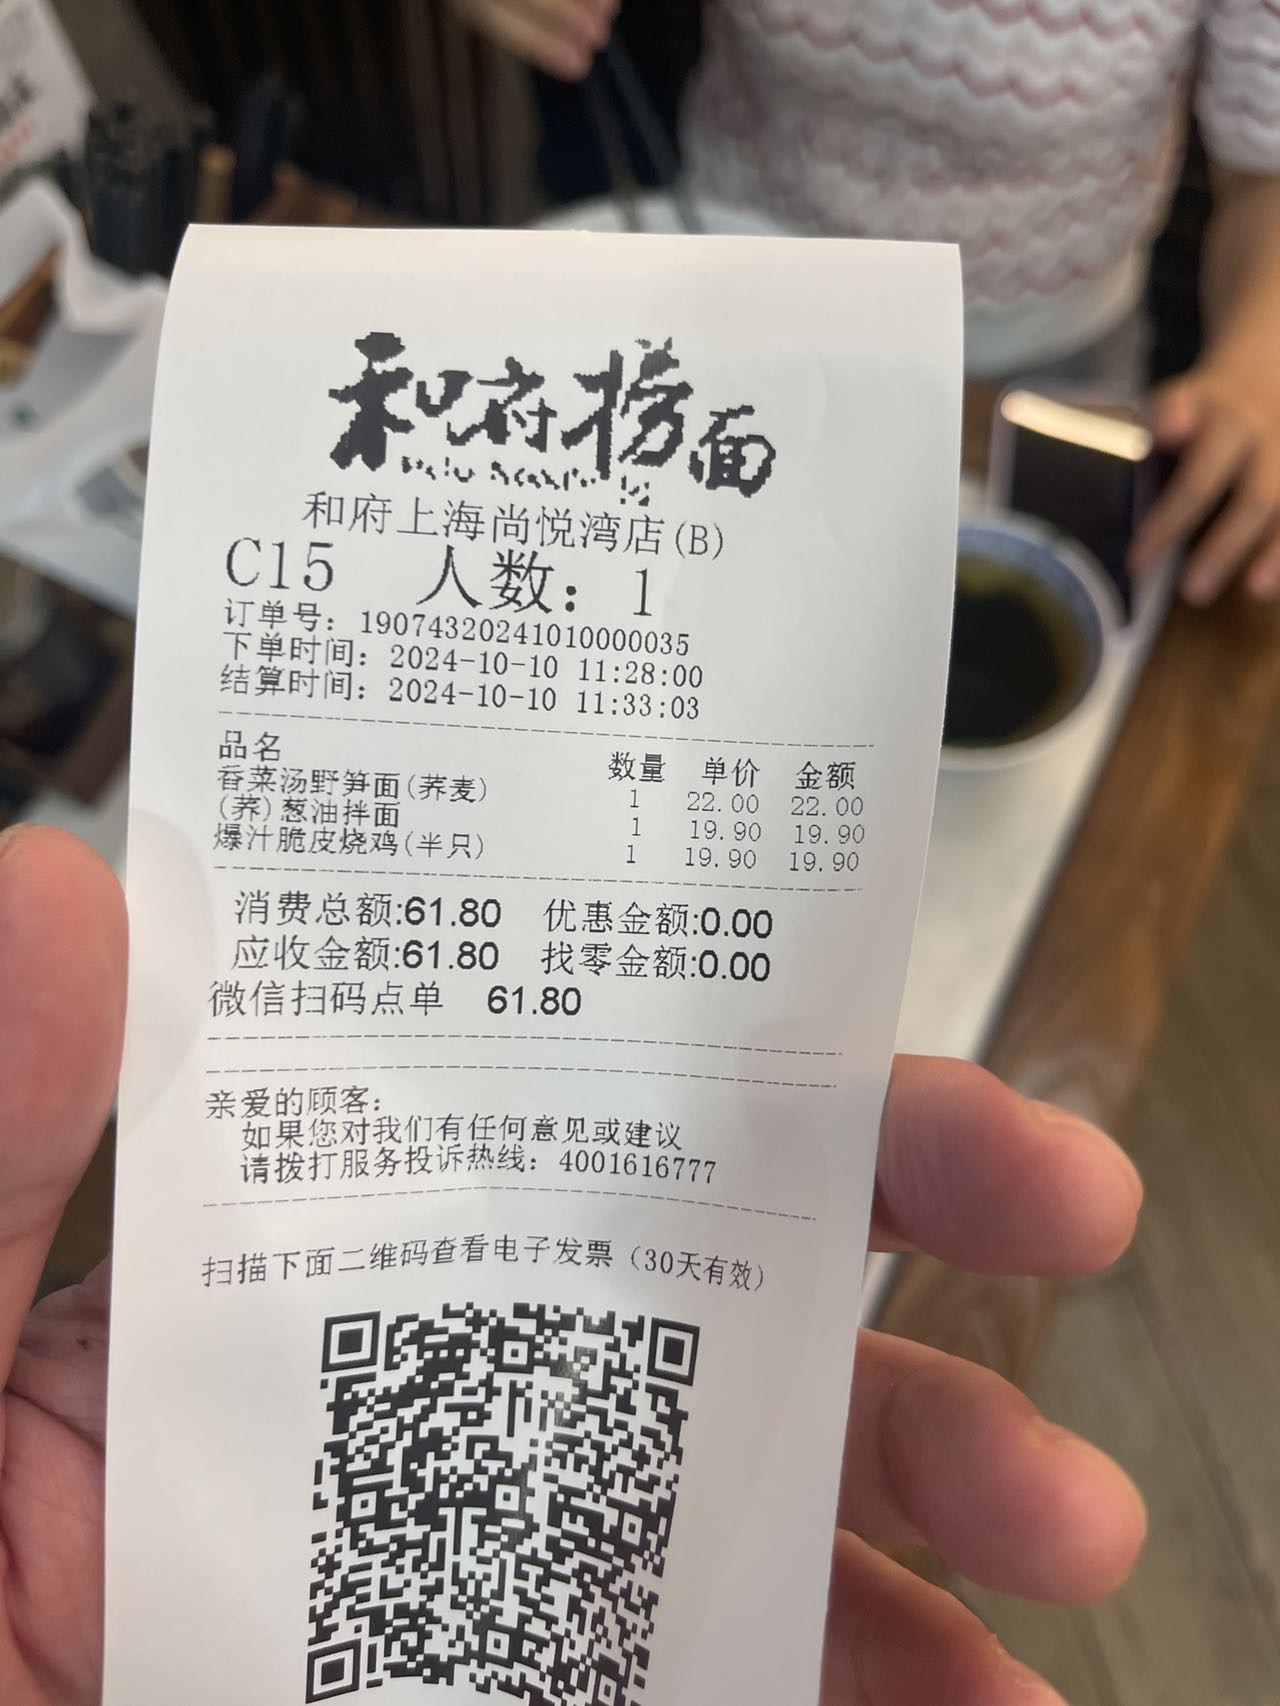 和府捞面
和府上海尚悦湾店(B)
C15 人数：1
订单号：19074320241010000035
下单时间：2024-10-10 11:28:00
结算时间：2024-10-10 11:33:03
品名 数量 单价 金额
香菜汤野笋面(荞麦) 1 22.00 22.00
(荞)葱油拌面 1 19.90 19.90
爆汁脆皮烧鸡(半只) 1 19.90 19.90
消费总额:61.80 优惠金额:0.00
应收金额:61.80 找零金额:0.00
微信扫码点单 61.80
亲爱的顾客：
如果您对我们有任何意见或建议
请拨打服务投诉热线：4001616777
扫描下面二维码查看电子发票（30天有效）